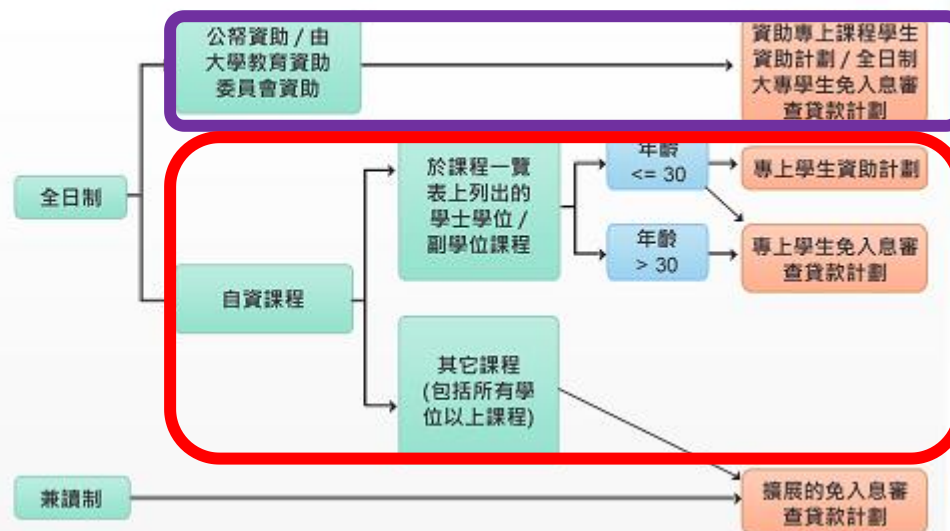 公帑資助 / 由
大學教育資助
委員會資助
資助專上課程學生
資助計劃 / 全日制
大專學生免入息審
查貸款計劃
全日制
自資課程
於課程一覽
表上列出的
學士學位 /
副學位課程
年齡
<= 30
專上學生資助計劃
年齡
> 30
專上學生免入息審
查貸款計劃
其它課程
(包括所有學
位以上課程)
兼讀制
擴展的免入息審
查貸款計劃